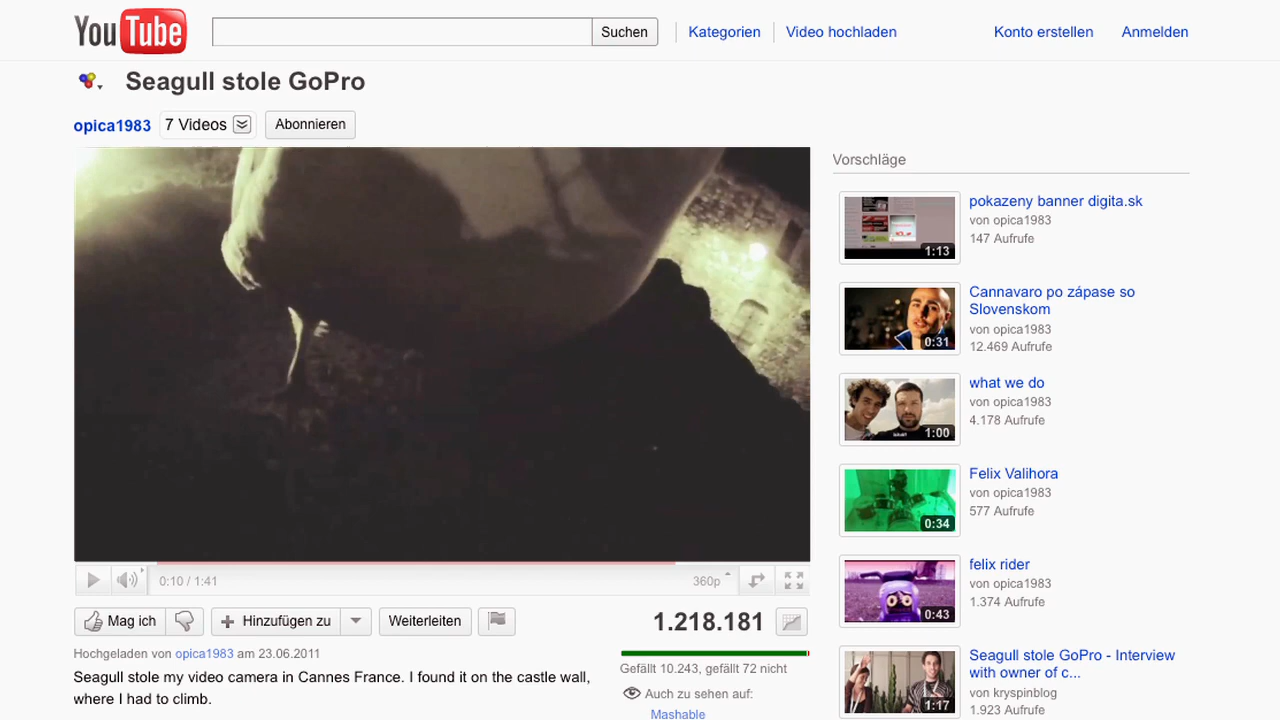 YouTube
Suchen
Kategorien
Video hochladen
Konto erstellen
Anmelden
Seagull stole GoPro
opica1983
7 Videos
Abonnieren
Vorschläge
pokazeny banner digita.sk
von opica1983
147 Aufrufe
1:13
Cannavaro po zápase so
Slovenskom
von opica1983
12.469 Aufrufe
0:31
what we do
von opica1983
4.178 Aufrufe
1:00
Felix Valihora
von opica1983
577 Aufrufe
0:34
felix rider
von opica1983
1.374 Aufrufe
0:43
Seagull stole GoPro - Interview
with owner of c...
von kryspinblog
1.923 Aufrufe
1:17
0:10 / 1:41
360p
Mag ich
Hinzufügen zu
Weiterleiten
1.218.181
Hochgeladen von opica1983 am 23.06.2011
Seagull stole my video camera in Cannes France. I found it on the castle wall,
where I had to climb.
Gefällt 10.243, gefällt 72 nicht
Auch zu sehen auf:
Mashable